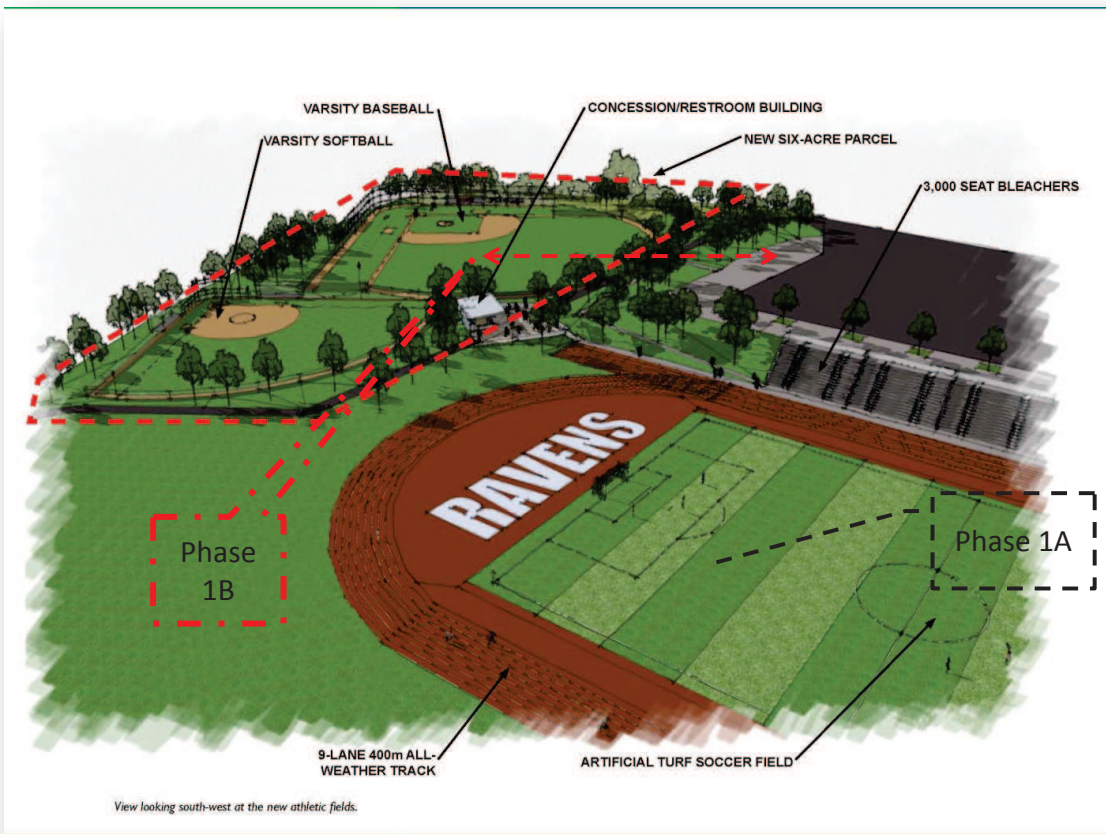 VARSITY BASEBALL
CONCESSION/RESTROOM BUILDING
VARSITY SOFTBALL
NEW SIX-ACRE PARCEL
3,000 SEAT BLEACHERS
RAVENS
Phase
1B
Phase 1A
9-LANE 400m ALL-
WEATHER TRACK
ARTIFICIAL TURF SOCCER FIELD
View looking south-west at the new athletic fields.